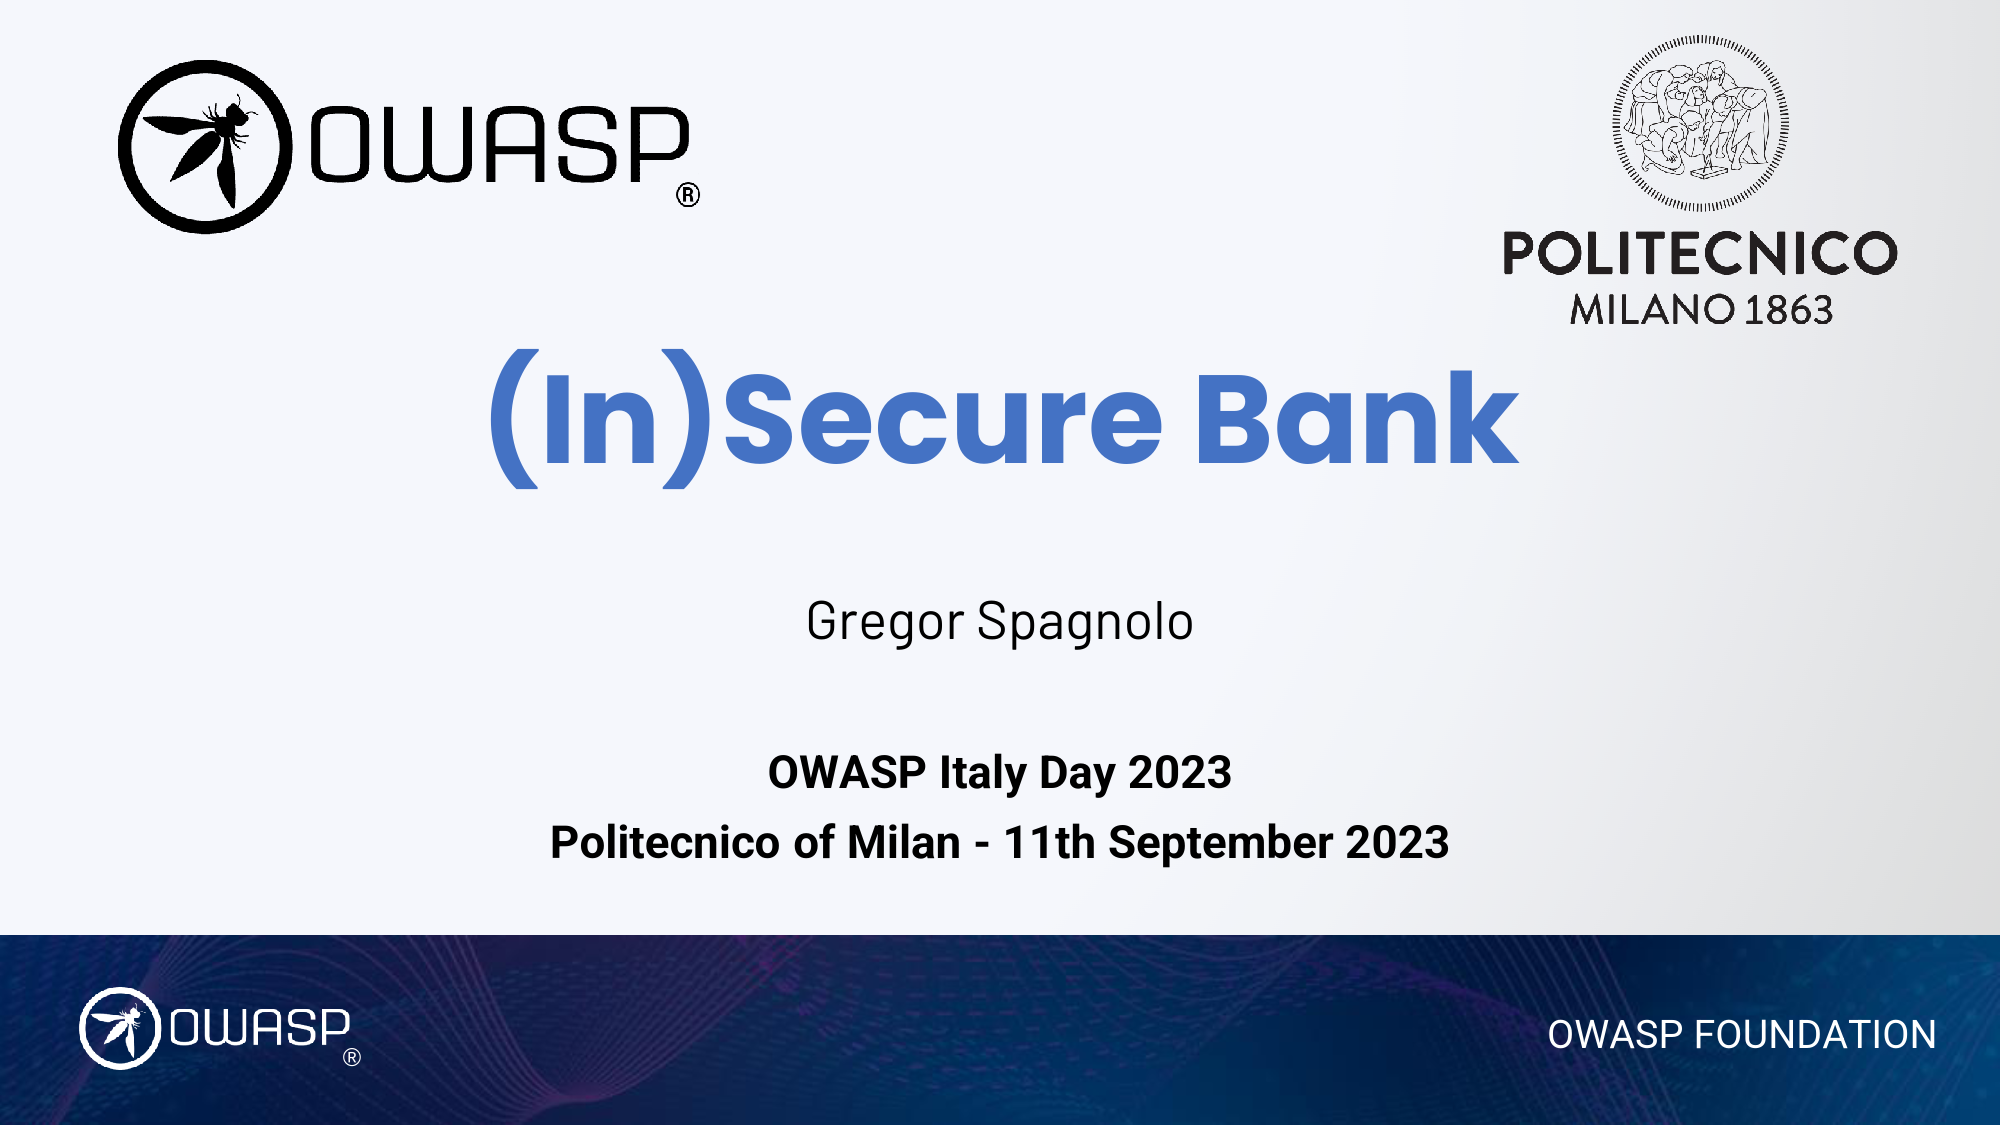 OWASP®
POLITECNICO
MILANO 1863
(In)Secure Bank
Gregor Spagnolo
OWASP Italy Day 2023
Politecnico of Milan - 11th September 2023
OWASP®
OWASP FOUNDATION